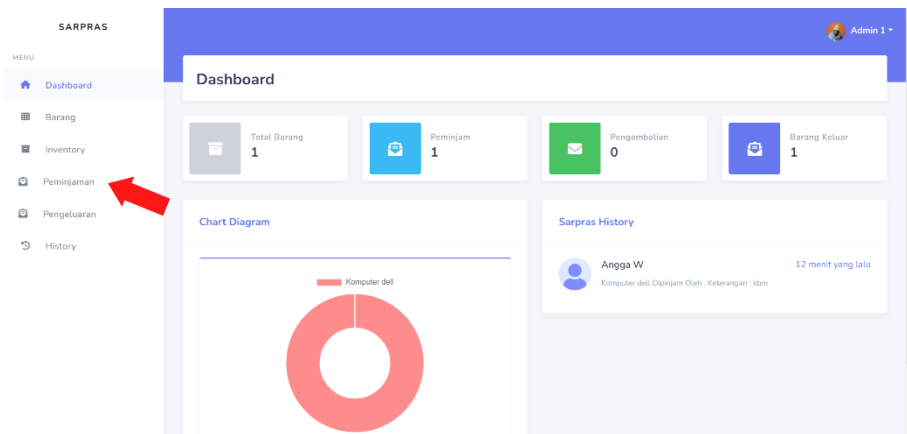 SARPRAS
Admin 1
MENU
Dashboard
Barang
Inventory
Peminjaman
Pengeluaran
History
Dashboard
Total Barang
1
Peminjam
1
Pengembalian
0
Barang Keluar
1
Chart Diagram
Komputer dell
Sarpras History
Angga W
12 menit yang lalu
Komputer dell Dipinjam Oleh . Keterangan : kbm